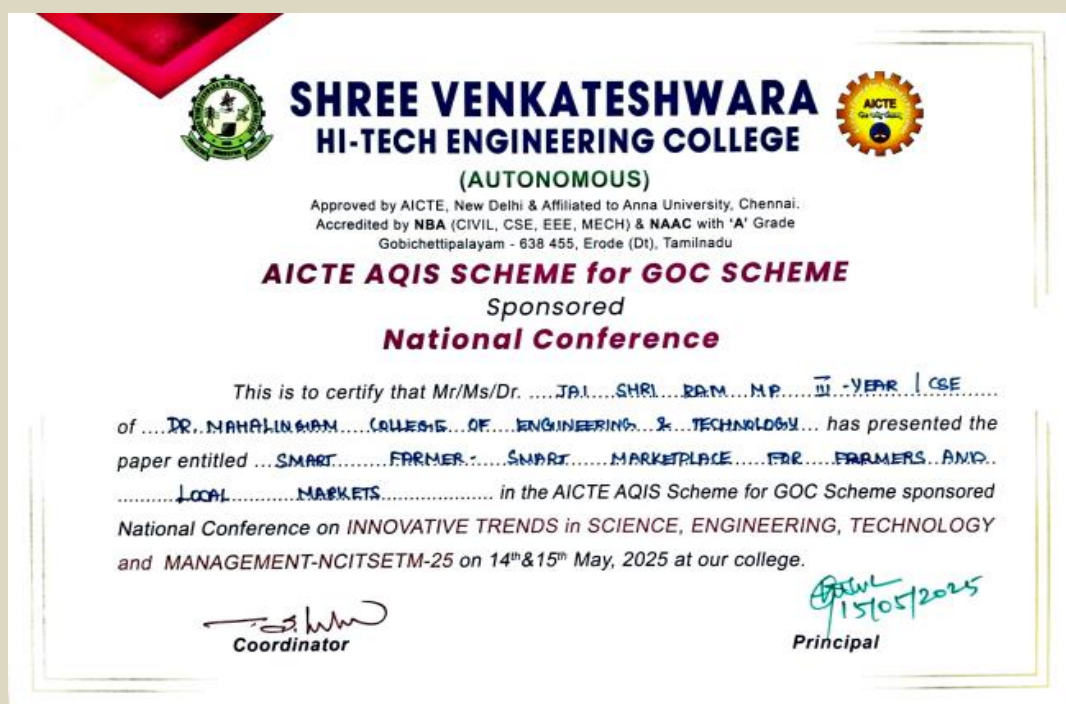 SHREE VENKATESHWARA
HI-TECH ENGINEERING COLLEGE
AICTE
(AUTONOMOUS)
Approved by AICTE, New Delhi & Affiliated to Anna University, Chennai.
Accredited by NBA (CIVIL, CSE, EEE, MECH) & NAAC with 'A' Grade
Gobichettipalayam - 638 455, Erode (Dt), Tamilnadu
AICTE AQIS SCHEME for GOC SCHEME
Sponsored
National Conference
This is to certify that Mr/Ms/Dr. JAI SHRI RAM MP III -YEAR | CSE
of DR. MAHALINGAM COLLEGE OF ENGINEERING & TECHNOLOGY has presented the
paper entitled SMART FARMER- SMART MARKETPLACE FOR FARMERS AND
LOCAL MARKETS in the AICTE AQIS Scheme for GOC Scheme sponsored
National Conference on INNOVATIVE TRENDS in SCIENCE, ENGINEERING, TECHNOLOGY
and MANAGEMENT-NCITSETM-25 on 14th&15th May, 2025 at our college.
15/05/2025
Coordinator
Principal